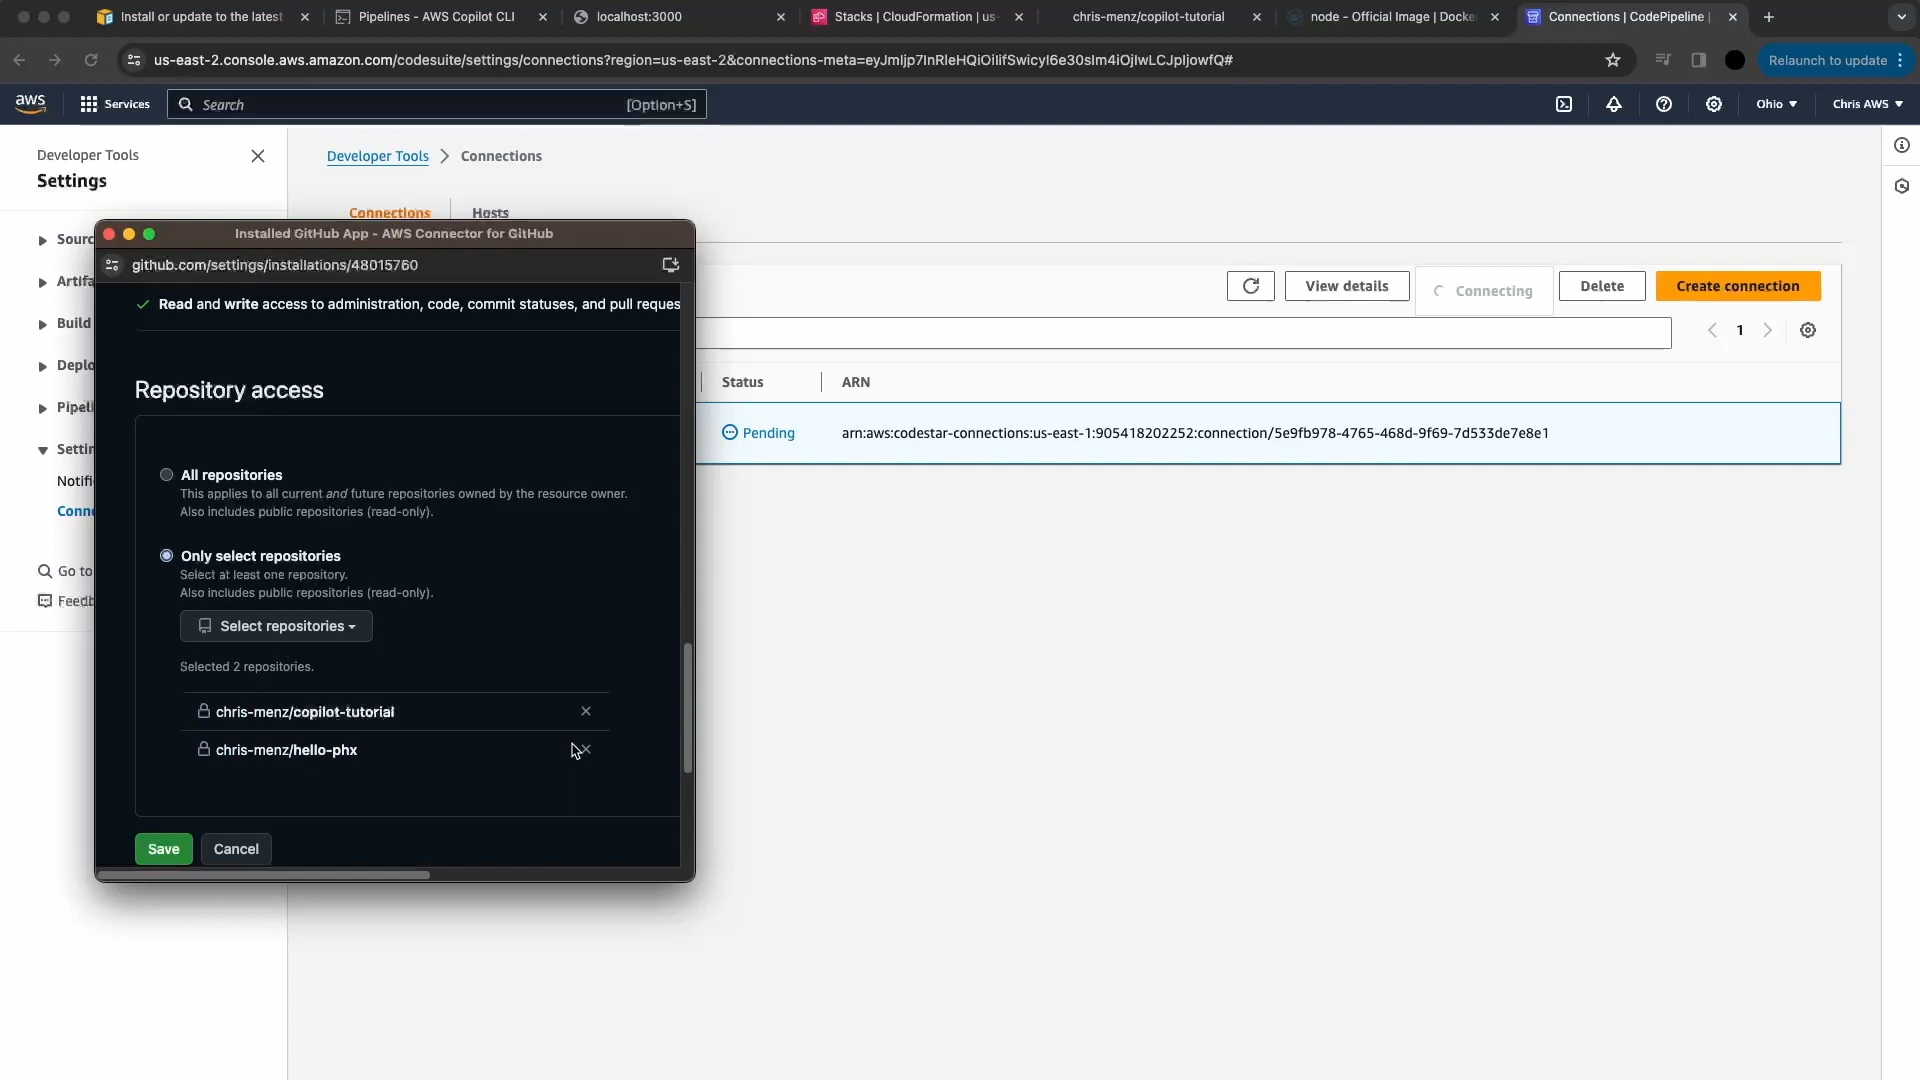 Install or update to the latest
Pipelines - AWS Copilot CLI
localhost:3000
Stacks | CloudFormation | us-
chris-menz/copilot-tutorial
node - Official Image | Docke
Connections | CodePipeline |
us-east-2.console.aws.amazon.com/codesuite/settings/connections?region=us-east-2&connections-meta=eyJmIjp7InRleHQiOiIifSwicyI6e30sIm4iOjIwLCJpIjowfQ#
Relaunch to update
aws
Services
Search
[Option+S]
Ohio
Chris AWS
Developer Tools
Settings
Developer Tools
Connections
Connections
Hosts
Sourc
Artifa
Build
Deplo
Pipeli
Settin
Notifi
Conne
Go to
Feedb
Installed GitHub App - AWS Connector for GitHub
github.com/settings/installations/48015760
Read and write access to administration, code, commit statuses, and pull reques
Repository access
All repositories
This applies to all current and future repositories owned by the resource owner.
Also includes public repositories (read-only).
Only select repositories
Select at least one repository.
Also includes public repositories (read-only).
Select repositories
Selected 2 repositories.
chris-menz/copilot-tutorial
chris-menz/hello-phx
Save
Cancel
View details
Connecting
Delete
Create connection
1
Status
ARN
Pending
arn:aws:codestar-connections:us-east-1:905418202252:connection/5e9fb978-4765-468d-9f69-7d533de7e8e1